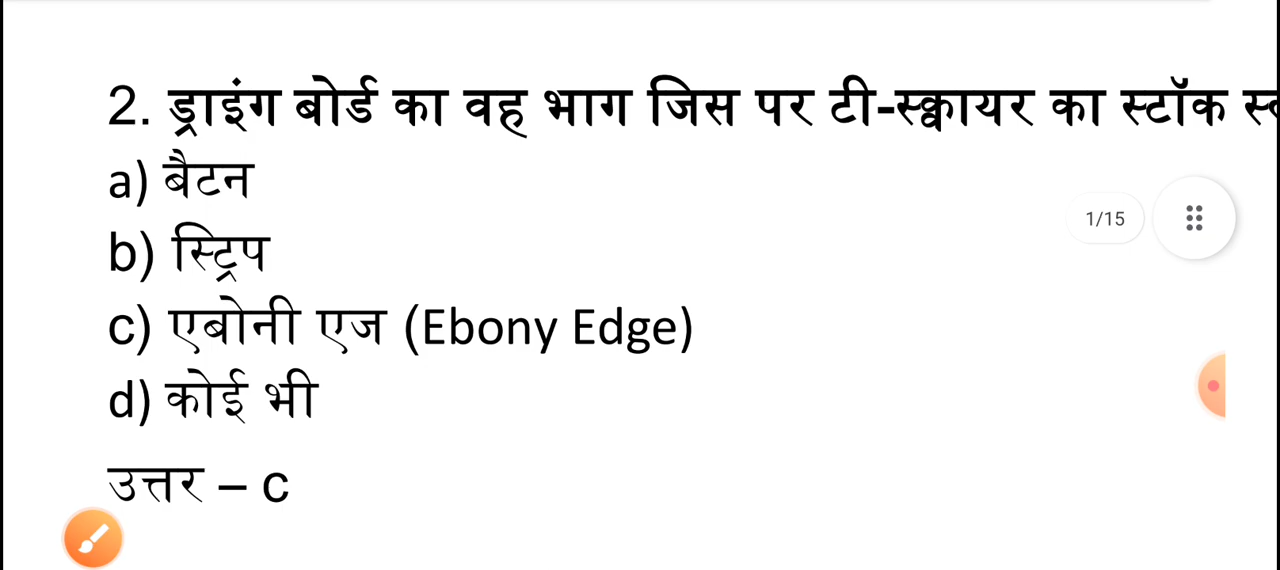 2. ड्राइंग बोर्ड का वह भाग जिस पर टी-स्क्वायर का स्टॉक
a) बैटन
b) स्ट्रिप
1/15
c) एबोनी एज (Ebony Edge)
d) कोई भी
उत्तर – c